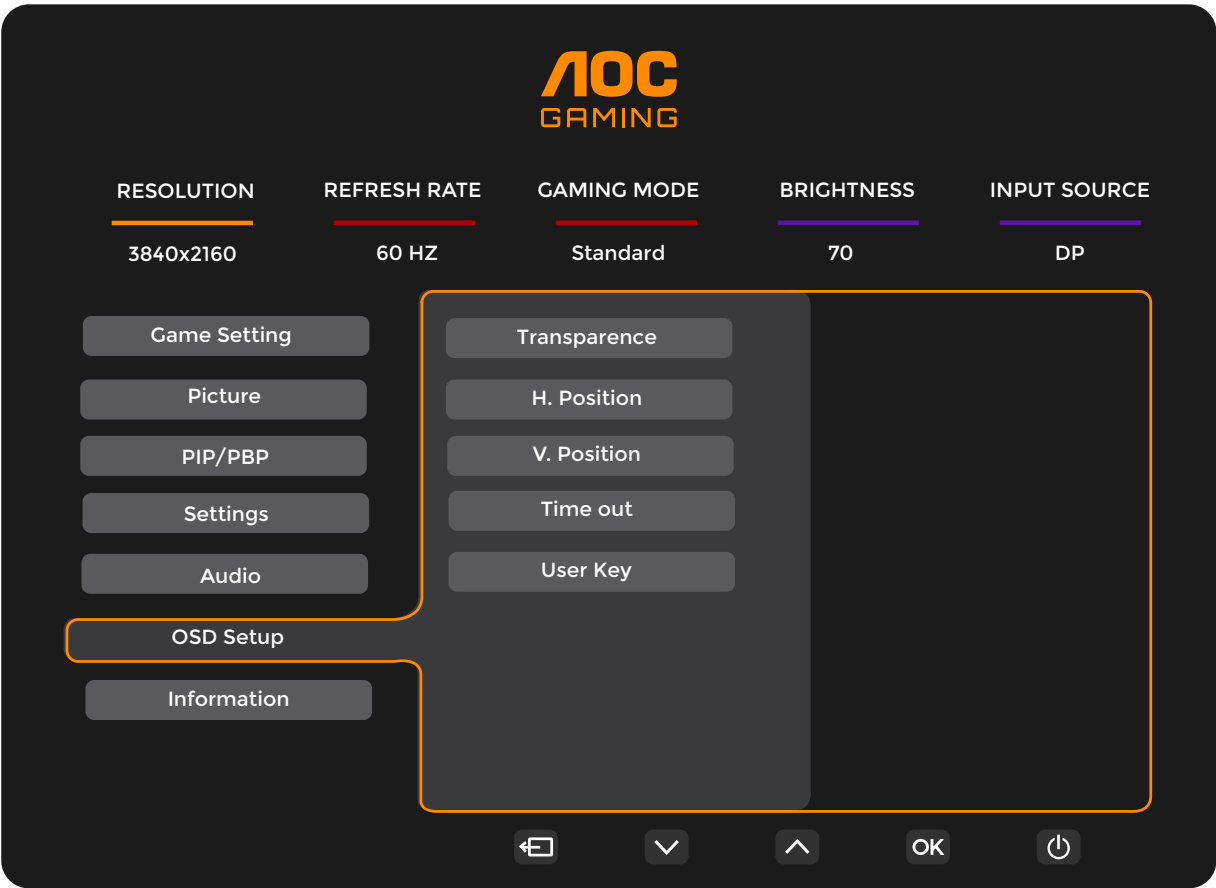 AOC
GAMING
RESOLUTION REFRESH RATE GAMING MODE BRIGHTNESS INPUT SOURCE
3840x2160 60 HZ Standard 70 DP
Game Setting Transparence
Picture H. Position
PIP/PBP V. Position
Settings Time out
Audio User Key
OSD Setup
Information
OK